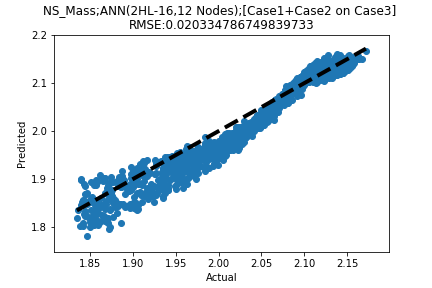 NS_Mass;ANN(2HL-16,12 Nodes);[Case1+Case2 on Case3]
RMSE:0.020334786749839733
2.2
2.1
2.0
1.9
1.8
Predicted
1.85 1.90 1.95 2.00 2.05 2.10 2.15
Actual